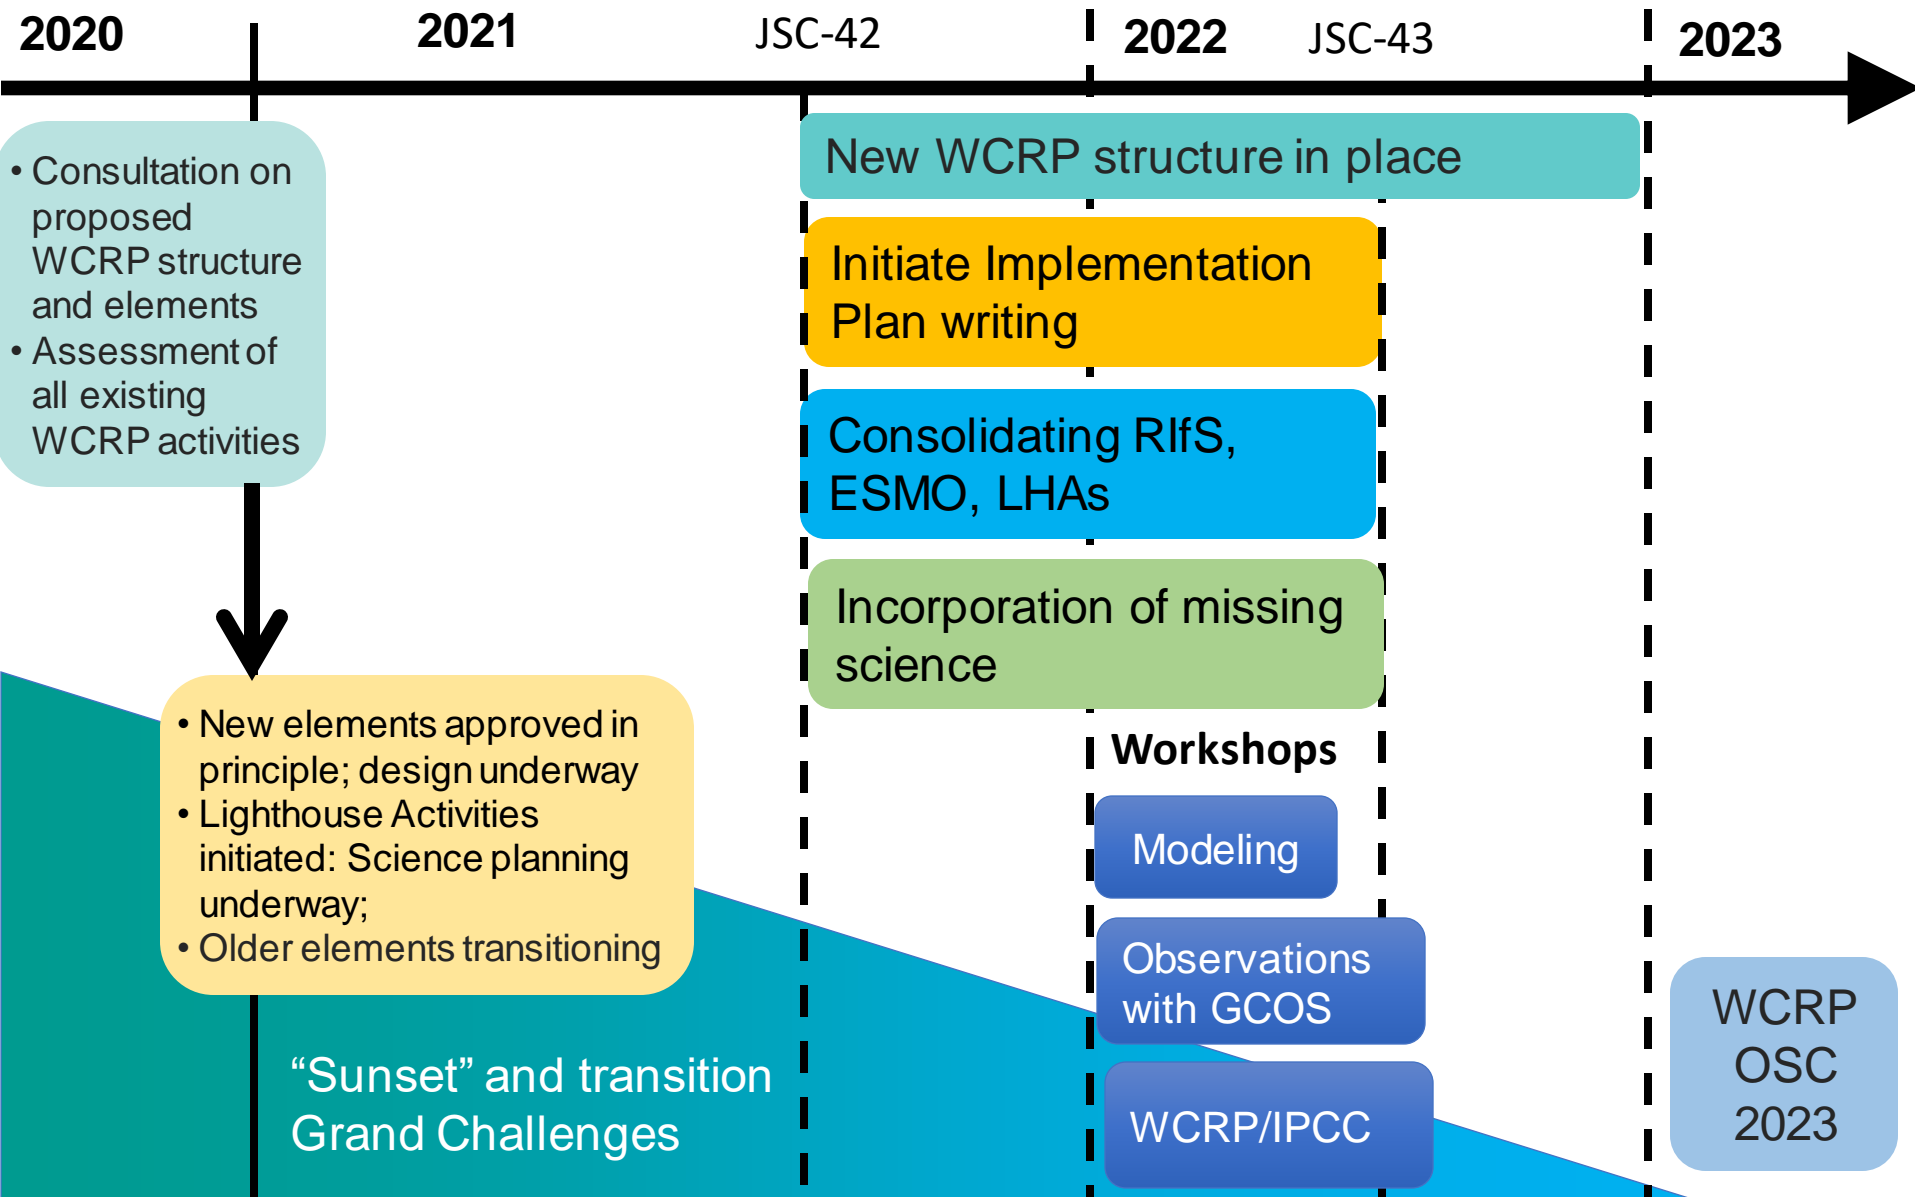 2020
2021
JSC-42
2022
JSC-43
2023
• Consultation on
proposed
WCRP structure
and elements
• Assessment of
all existing
WCRP activities
New WCRP structure in place
Initiate Implementation
Plan writing
Consolidating RIfS,
ESMO, LHAs
Incorporation of missing
science
• New elements approved in
principle; design underway
• Lighthouse Activities
initiated: Science planning
underway;
• Older elements transitioning
“Sunset” and transition
Grand Challenges
Workshops
Modeling
Observations
with GCOS
WCRP/IPCC
WCRP
OSC
2023